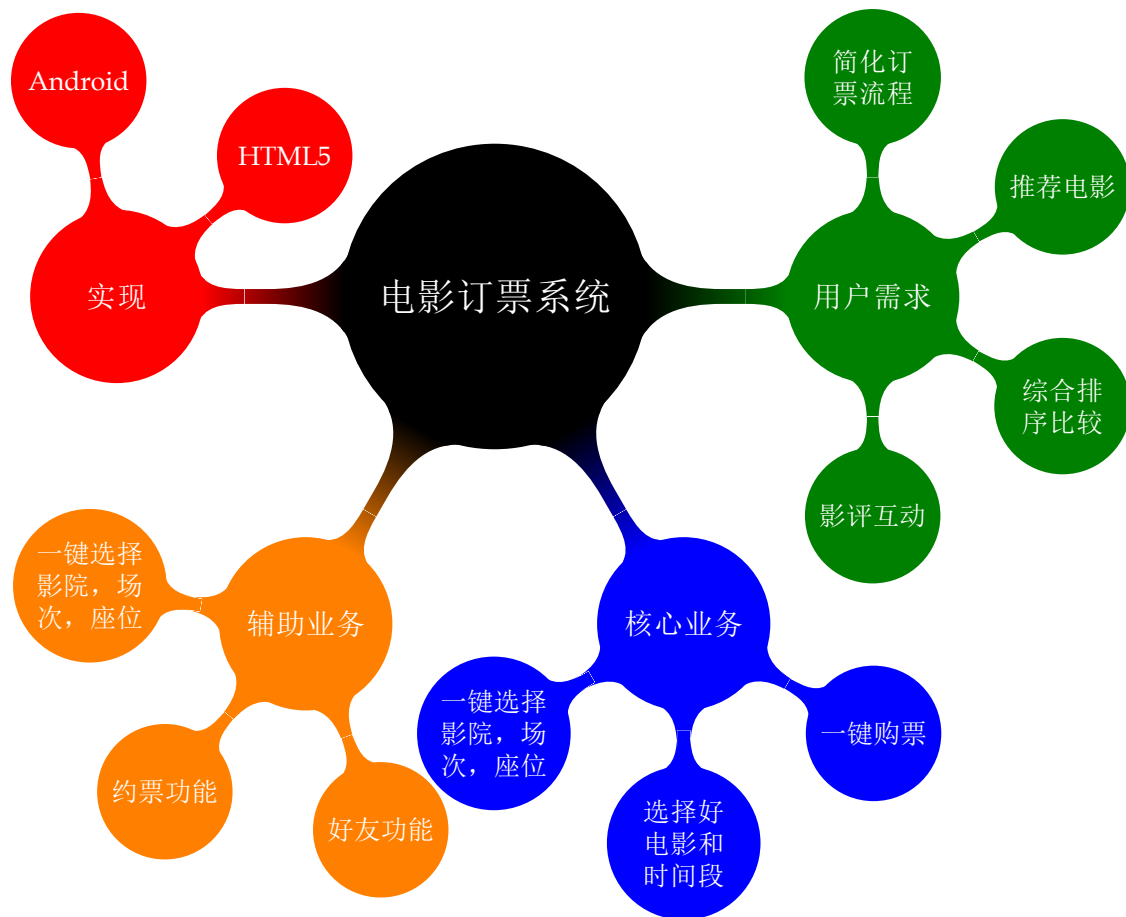 电影订票系统
实现
Android
HTML5
用户需求
简化订
票流程
推荐电影
综合排
序比较
影评互动
辅助业务
一键选择
影院，场
次，座位
约票功能
好友功能
核心业务
一键选择
影院，场
次，座位
选择好
电影和
时间段
一键购票